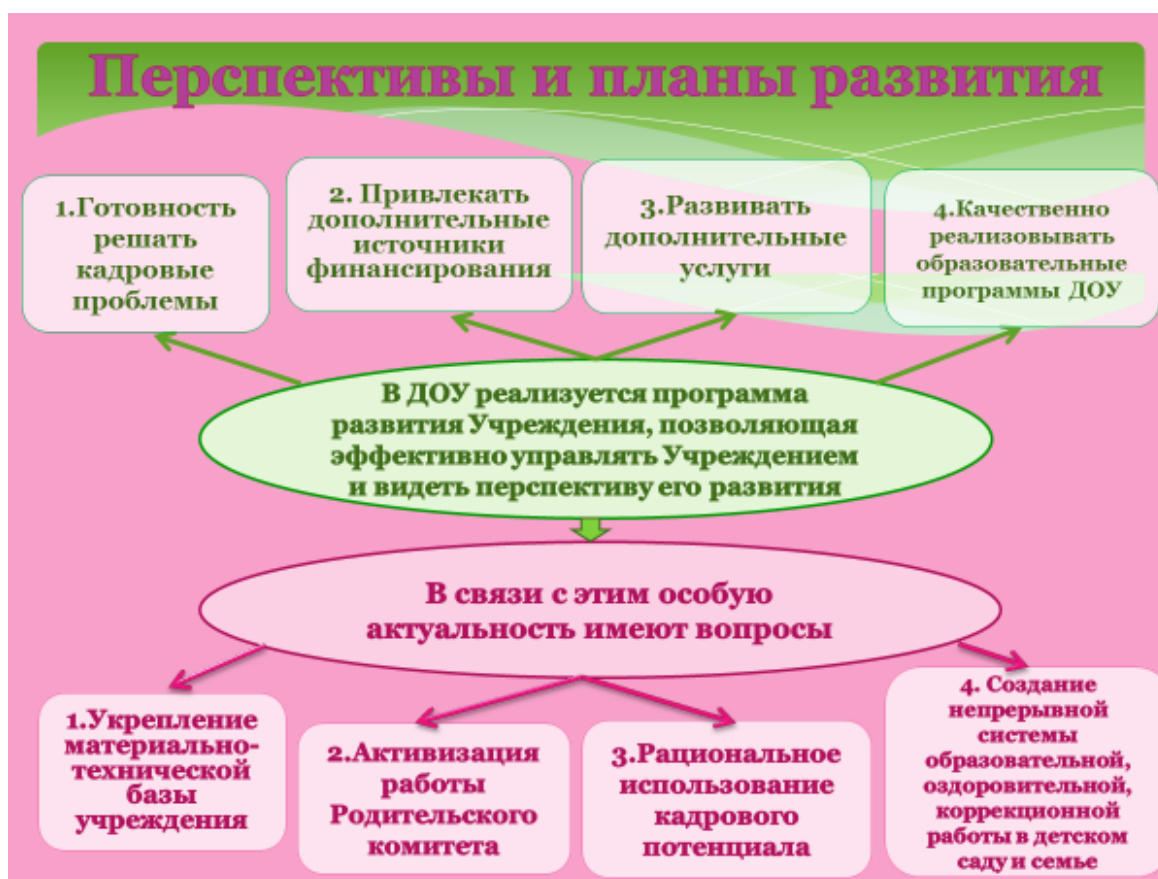 Перспективы и планы развития
1.Готовность
решать
кадровые
проблемы
2. Привлекать
дополнительные
источники
финансирования
3.Развивать
дополнительные
услуги
4.Качественно
реализовывать
образовательные
программы ДОУ
В ДОУ реализуется программа
развития Учреждения, позволяющая
эффективно управлять Учреждением
и видеть перспективу его развития
В связи с этим особую
актуальность имеют вопросы
1.Укрепление
материально-
технической
базы
учреждения
2.Активизация
работы
Родительского
комитета
3.Рациональное
использование
кадрового
потенциала
4. Создание
непрерывной
системы
образовательной,
оздоровительной,
коррекционной
работы в детском
саду и семье